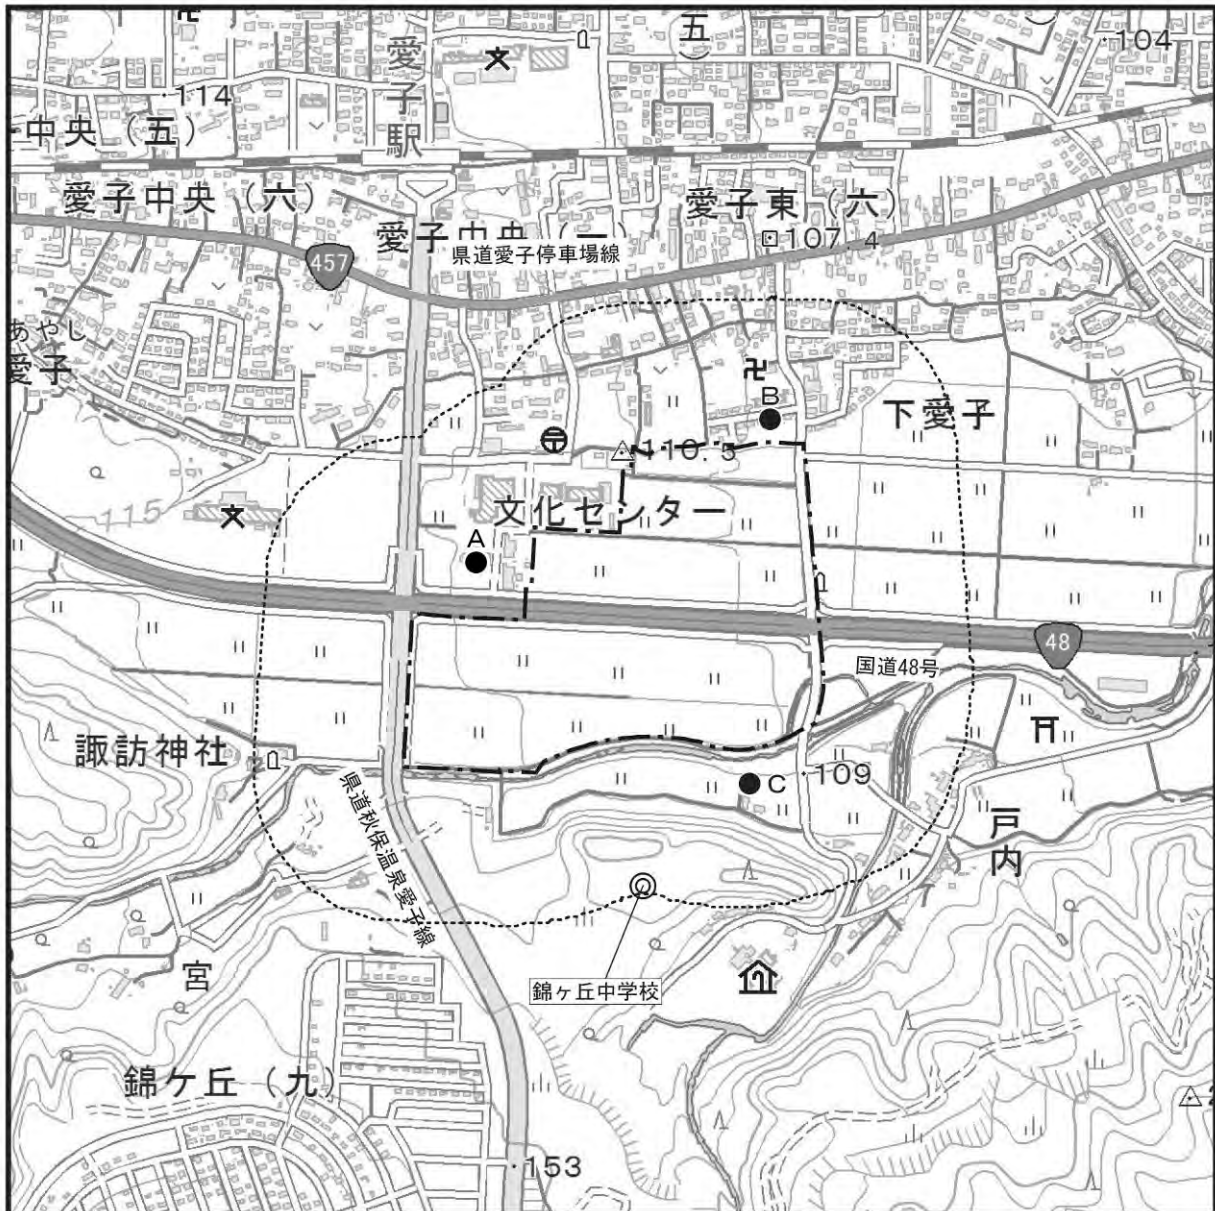 五
104
愛子駅
114
中央（五）
愛子中央（六）
愛子東（六）
愛子中央（一）
107.4
県道愛子停車場線
457
あやし
愛子
B
下愛子
110.5
115
文化センター
A
48
国道48号
諏訪神社
C
109
県道秋保温泉愛子線
戸内
宮
錦ヶ丘中学校
錦ケ丘（九）
153